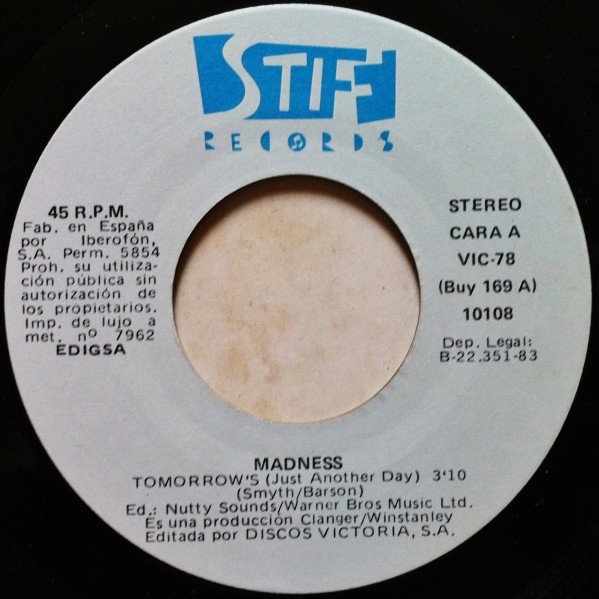 STIFF
RECORDS
45 R.P.M.
Fab. en España
por Iberofón,
S.A. Perm. 5854
Proh. su utiliza-
ción pública sin
autorización de
los propietarios.
Imp. de lujo a
met. nº 7962
EDIGSA
STEREO
CARA A
VIC-78
(Buy 169 A)
10108
Dep. Legal:
B-22.351-83
MADNESS
TOMORROW'S (Just Another Day) 3'10
(Smyth/Barson)
Ed.: Nutty Sounds/Warner Bros Music Ltd.
Es una producción Clanger/Winstanley
Editada por DISCOS VICTORIA, S.A.